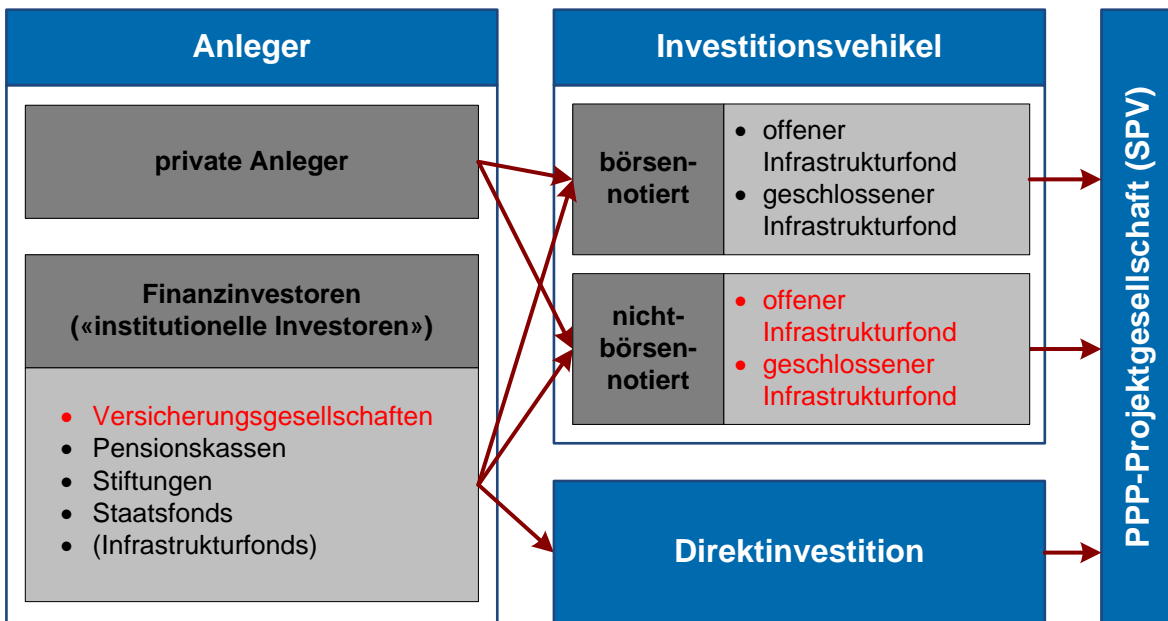 Anleger
private Anleger
Finanzinvestoren
(«institutionelle Investoren»)
• Versicherungsgesellschaften
• Pensionskassen
• Stiftungen
• Staatsfonds
• (Infrastrukturfonds)
Investitionsvehikel
börsen-
notiert
• offener
Infrastrukturfond
• geschlossener
Infrastrukturfond
nicht-
börsen-
notiert
• offener
Infrastrukturfond
• geschlossener
Infrastrukturfond
Direktinvestition
PPP-Projektgesellschaft (SPV)